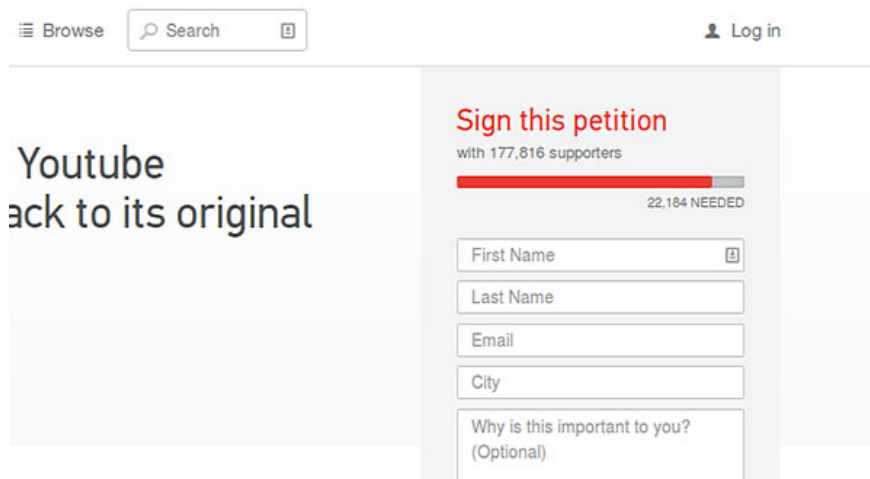 Browse
Search
Log in
Youtube
ack to its original
Sign this petition
with 177,816 supporters
22,184 NEEDED
First Name
Last Name
Email
City
Why is this important to you?
(Optional)